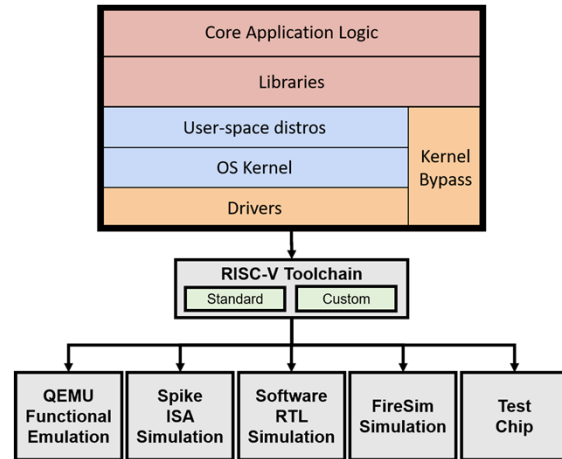 Core Application Logic
Libraries
User-space distros
OS Kernel
Drivers
Kernel
Bypass
RISC-V Toolchain
Standard
Custom
QEMU
Functional
Emulation
Spike
ISA
Simulation
Software
RTL
Simulation
FireSim
Simulation
Test
Chip